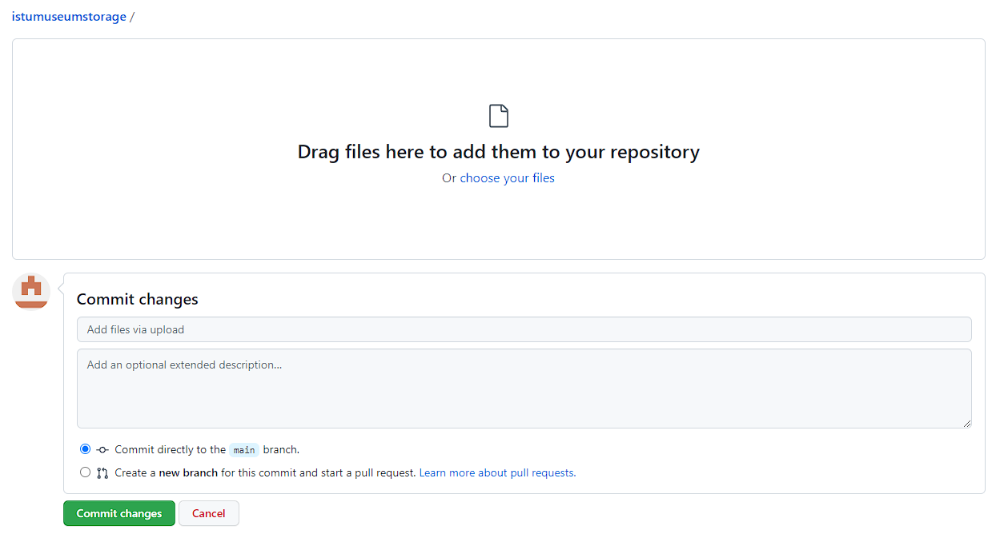 istumuseumstorage /
Drag files here to add them to your repository
Or choose your files
Commit changes
Add files via upload
Add an optional extended description...
Commit directly to the main branch.
Create a new branch for this commit and start a pull request. Learn more about pull requests.
Commit changes
Cancel